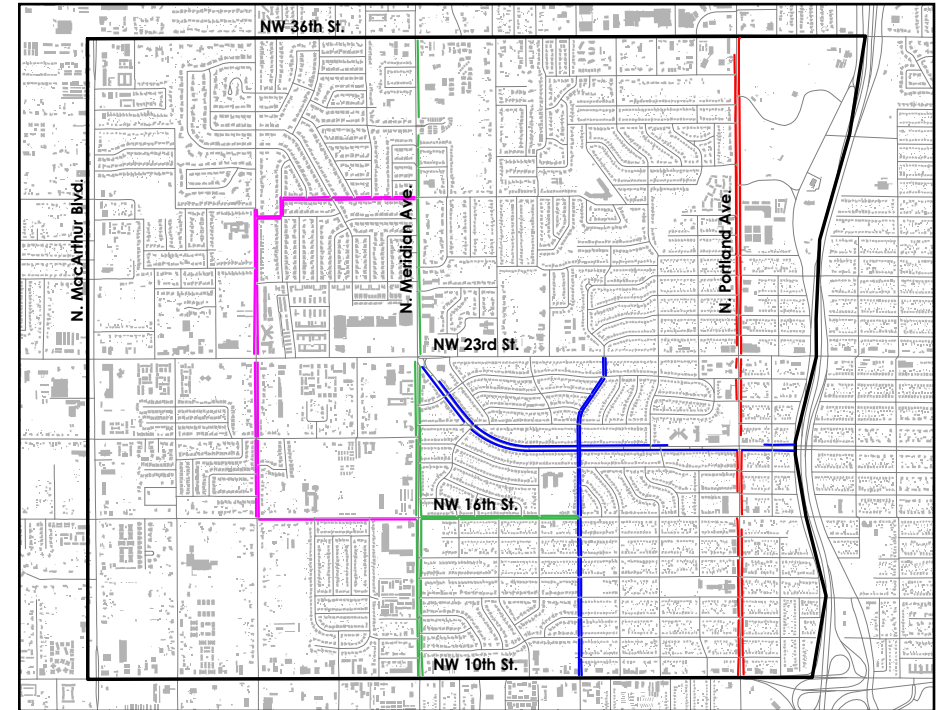 NW 36th St.
N. MacArthur Blvd.
N. Meridian Ave.
N. Portland Ave.
NW 23rd St.
NW 16th St.
NW 10th St.